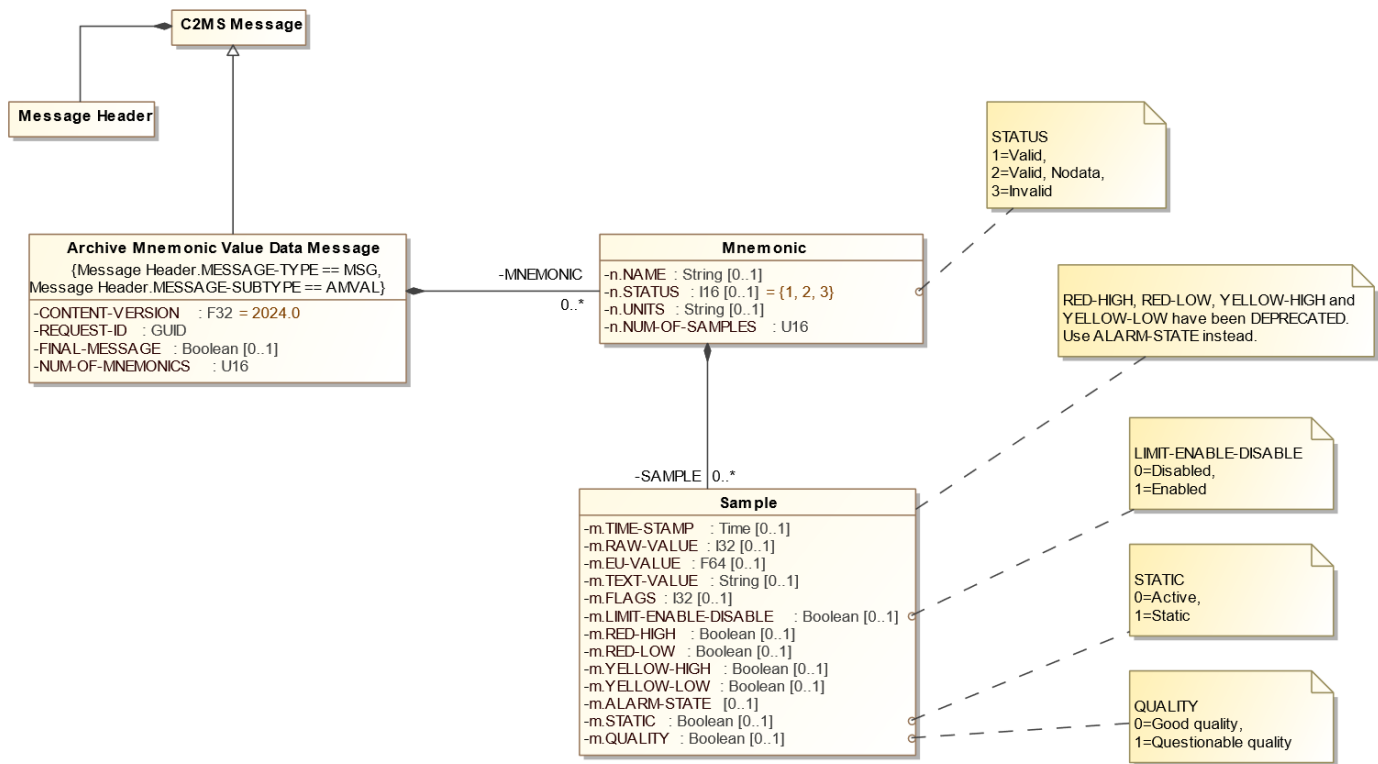 C2MS Message
Message Header
STATUS
1=Valid,
2=Valid, Nodata,
3=Invalid
Archive Mnemonic Value Data Message
{Message Header.MESSAGE-TYPE == MSG,
Message Header.MESSAGE-SUBTYPE == AMVAL}
-CONTENT-VERSION : F32 = 2024.0
-REQUEST-ID : GUID
-FINAL-MESSAGE : Boolean [0..1]
-NUM-OF-MNEMONICS : U16
-MNEMONIC
0..*
Mnemonic
-n.NAME : String [0..1]
-n.STATUS : I16 [0..1] = {1, 2, 3}
-n.UNITS : String [0..1]
-n.NUM-OF-SAMPLES : U16
RED-HIGH, RED-LOW, YELLOW-HIGH and
YELLOW-LOW have been DEPRECATED.
Use ALARM-STATE instead.
-SAMPLE 0..*
Sample
-m.TIME-STAMP : Time [0..1]
-m.RAW-VALUE : I32 [0..1]
-m.EU-VALUE : F64 [0..1]
-m.TEXT-VALUE : String [0..1]
-m.FLAGS : I32 [0..1]
-m.LIMIT-ENABLE-DISABLE : Boolean [0..1]
-m.RED-HIGH : Boolean [0..1]
-m.RED-LOW : Boolean [0..1]
-m.YELLOW-HIGH : Boolean [0..1]
-m.YELLOW-LOW : Boolean [0..1]
-m.ALARM-STATE [0..1]
-m.STATIC : Boolean [0..1]
-m.QUALITY : Boolean [0..1]
LIMIT-ENABLE-DISABLE
0=Disabled,
1=Enabled
STATIC
0=Active,
1=Static
QUALITY
0=Good quality,
1=Questionable quality